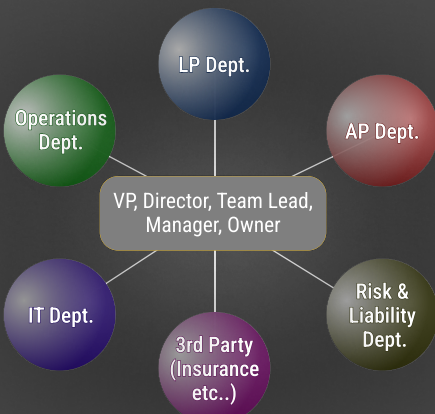 LP Dept.
Operations
Dept.
AP Dept.
VP, Director, Team Lead,
Manager, Owner
IT Dept.
3rd Party
(Insurance
etc..)
Risk &
Liability
Dept.